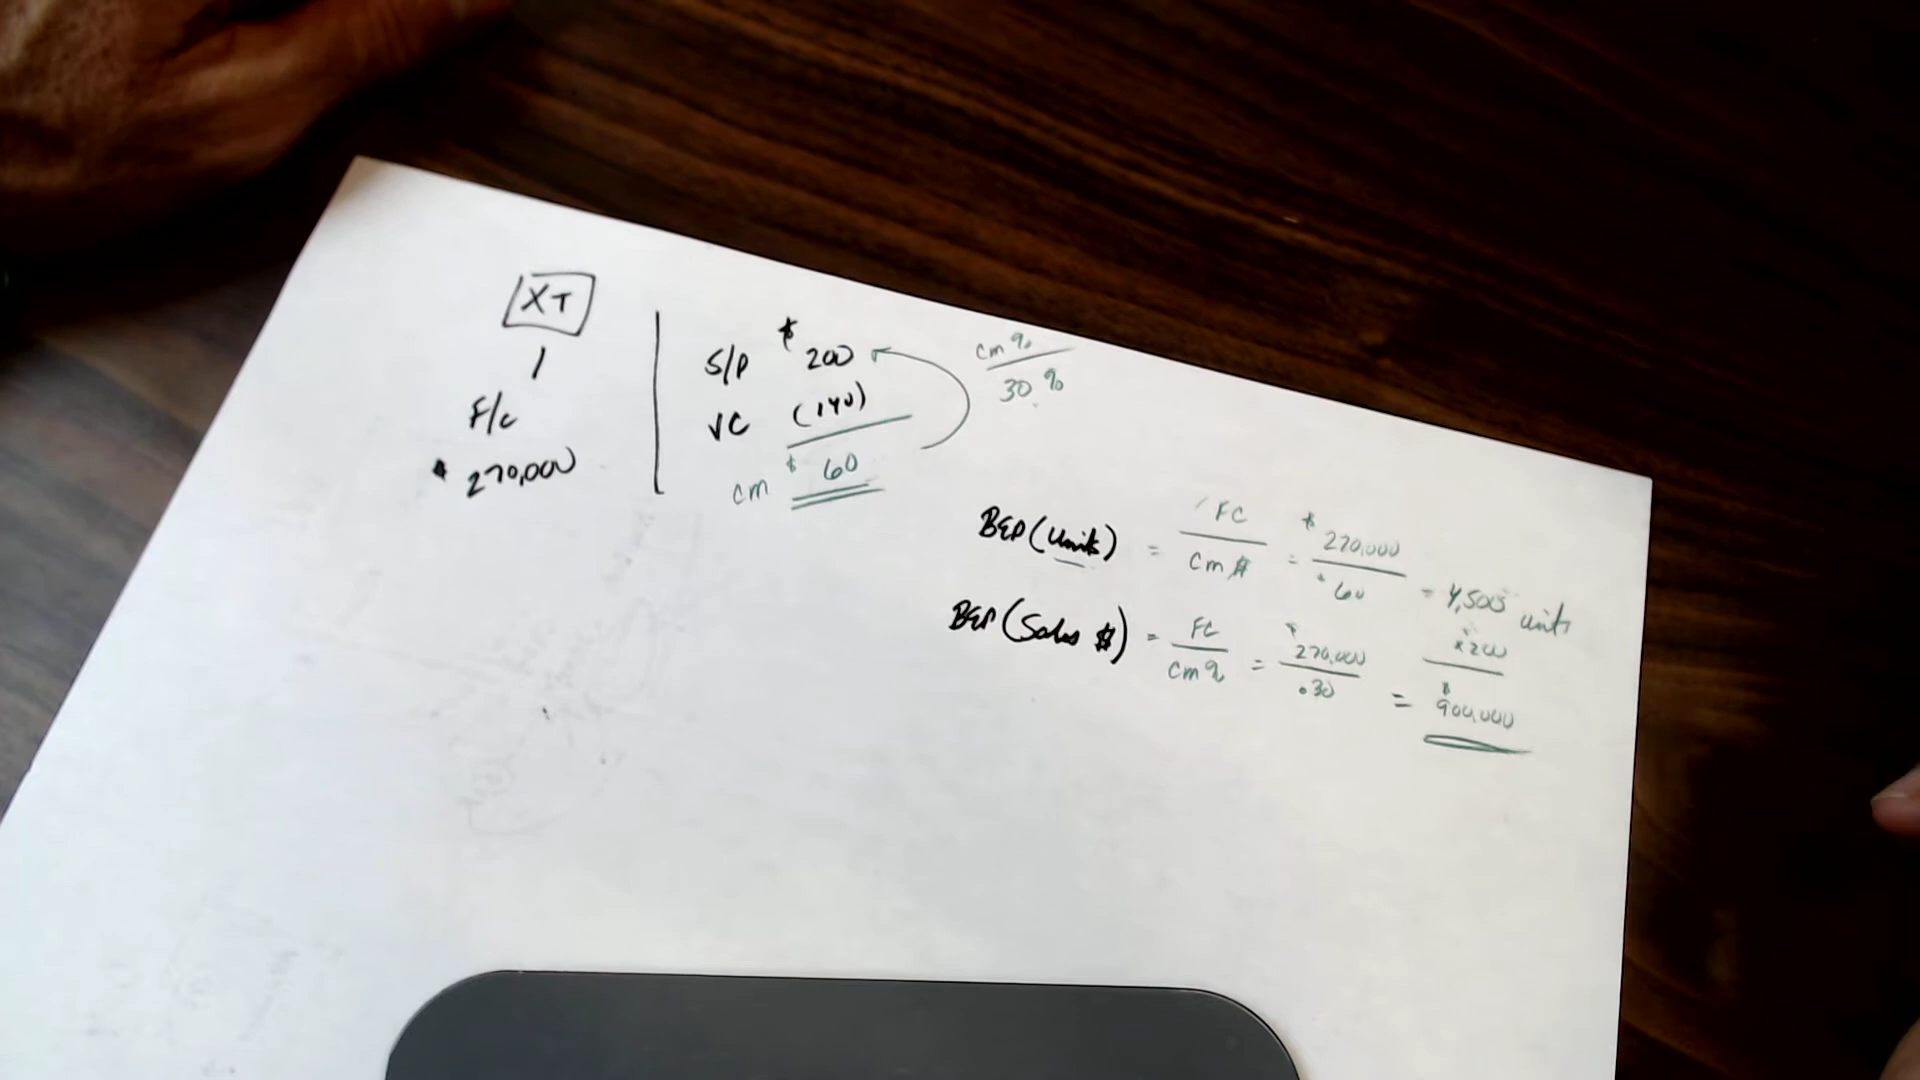 XT
F/c
$ 270,000
S/P $ 200
VC (140)
cm $ 60
cm %
30 %
BEP (Units) = FC / cm $ = $ 270,000 / $ 60 = 4,500 units
x 200
BEP (Sales $) = FC / cm % = $ 270,000 / .30 = $ 900,000